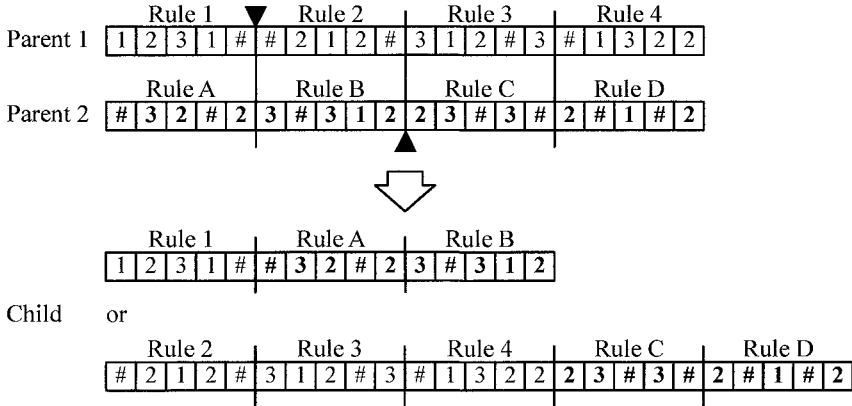 Rule 1 Rule 2 Rule 3 Rule 4
Parent 1 1 2 3 1 # # 2 1 2 # 3 1 2 # 3 # 1 3 2 2
Rule A Rule B Rule C Rule D
Parent 2 # 3 2 # 2 3 # 3 1 2 2 3 # 3 # 2 # 1 # 2
Rule 1 Rule A Rule B
1 2 3 1 # # 3 2 # 2 3 # 3 1 2
Child or
Rule 2 Rule 3 Rule 4 Rule C Rule D
# 2 1 2 # 3 1 2 # 3 # 1 3 2 2 2 3 # 3 # 2 # 1 # 2